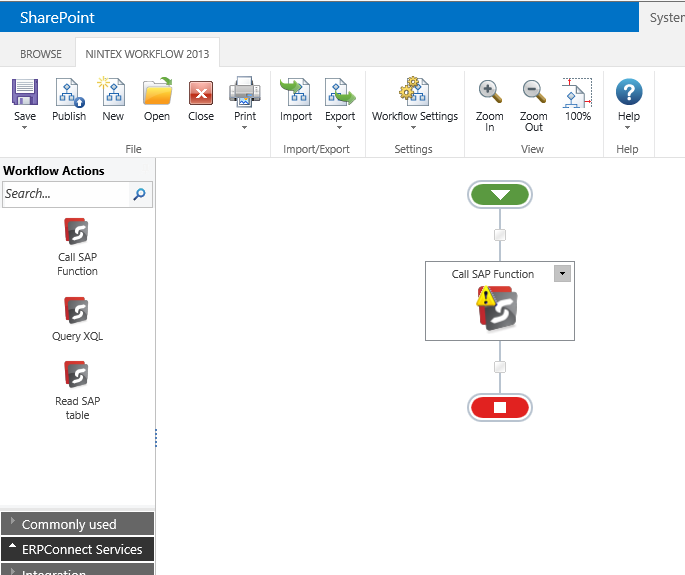 SharePoint
System
BROWSE
NINTEX WORKFLOW 2013
Save
Publish
New
Open
Close
Print
Import
Export
Workflow Settings
Zoom
In
Zoom
Out
100%
Help
File
Import/Export
Settings
View
Help
Workflow Actions
Search...
Call SAP
Function
Query XQL
Read SAP
table
Call SAP Function
Commonly used
ERPConnect Services
Integration